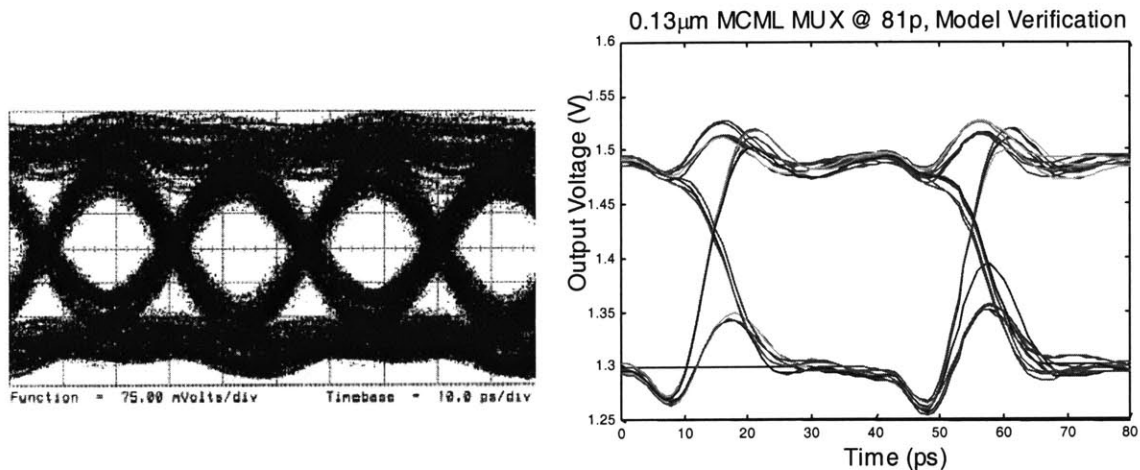 Function = 75.00 mVolts/div Timebase = 10.0 ps/div
0.13μm MCML MUX @ 81p, Model Verification
Output Voltage (V)
1.6
1.55
1.5
1.45
1.4
1.35
1.3
1.25
0 10 20 30 40 50 60 70 80
Time (ps)